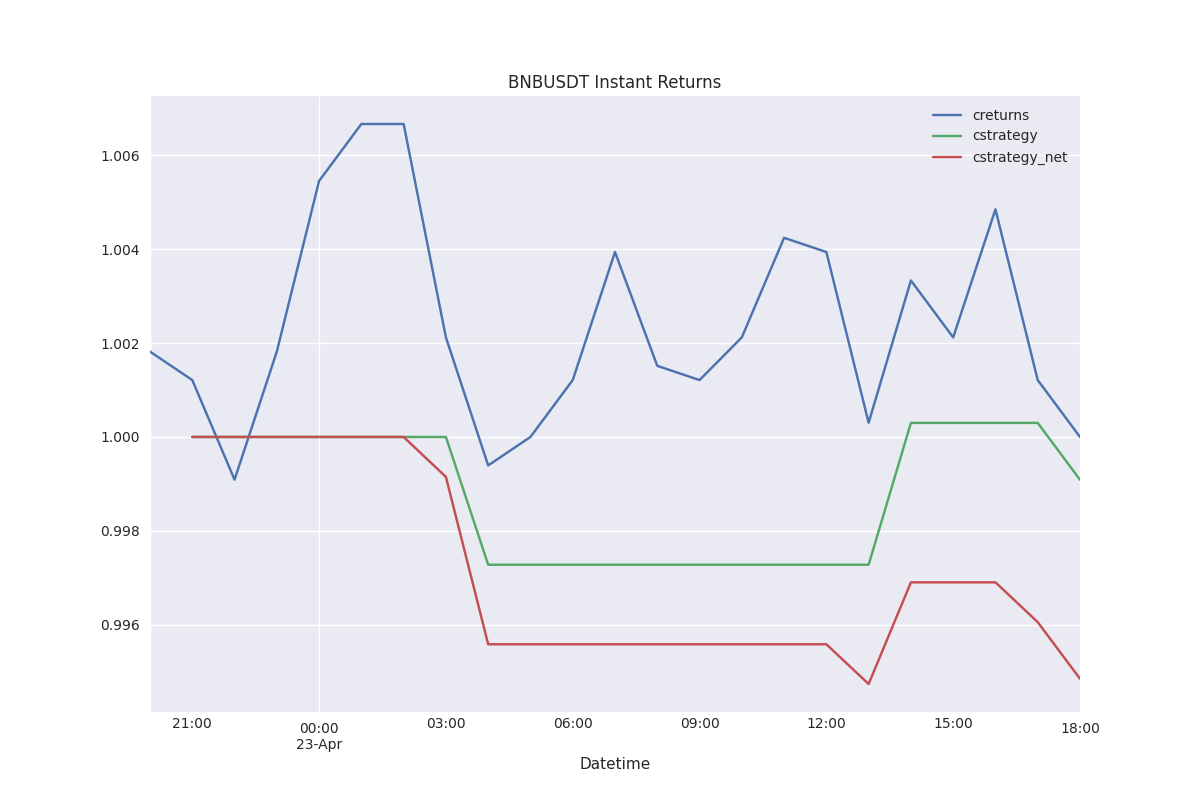 BNBUSDT Instant Returns
creturns
cstrategy
cstrategy_net
1.006
1.004
1.002
1.000
0.998
0.996
21:00
00:00
23-Apr
03:00
06:00
09:00
12:00
15:00
18:00
Datetime